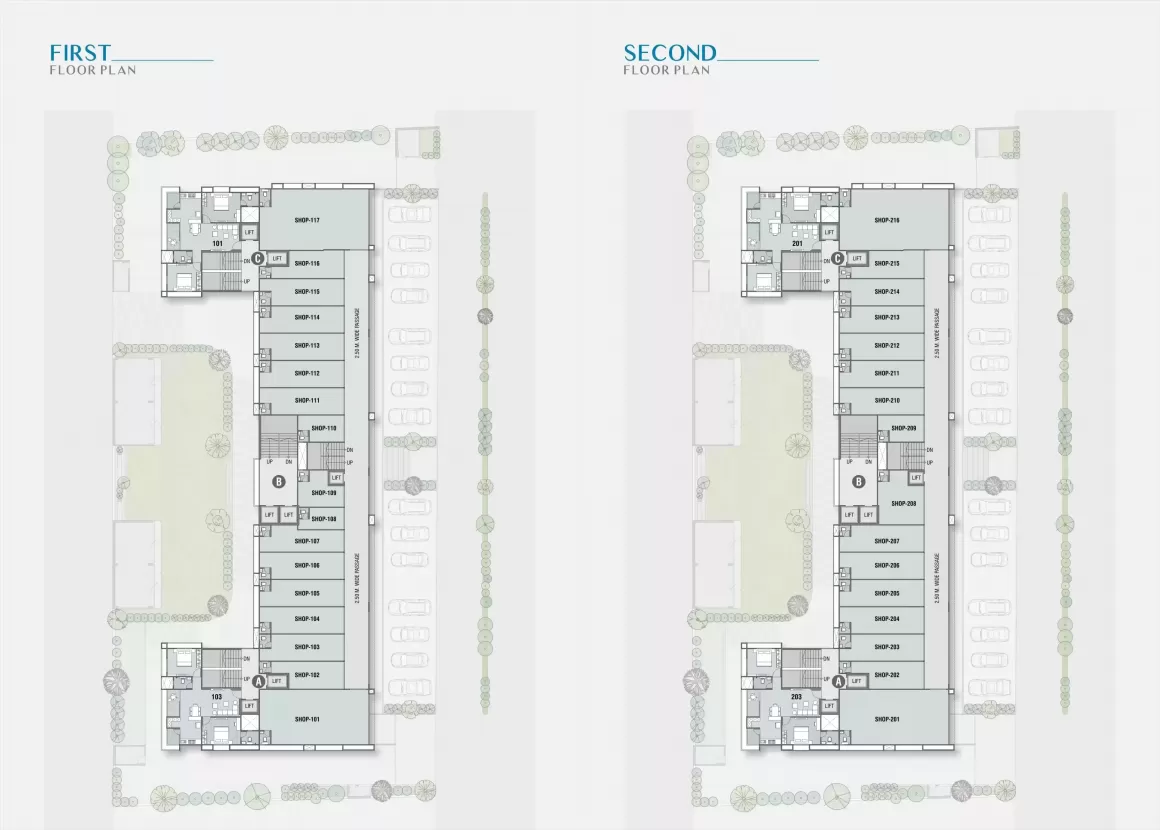 FIRST
FLOOR PLAN
SHOP-117
LIFT
101
C
LIFT
DN
SHOP-116
UP
SHOP-115
SHOP-114
2.50 M. WIDE PASSAGE
SHOP-113
SHOP-112
SHOP-111
SHOP-110
DN
UP
DN
UP
LIFT
B
SHOP-109
LIFT
LIFT
SHOP-108
SHOP-107
SHOP-106
2.50 M. WIDE PASSAGE
SHOP-105
SHOP-104
SHOP-103
DN
SHOP-102
UP
A
LIFT
103
LIFT
SHOP-101
SECOND
FLOOR PLAN
SHOP-216
LIFT
201
C
LIFT
DN
SHOP-215
UP
SHOP-214
SHOP-213
2.50 M. WIDE PASSAGE
SHOP-212
SHOP-211
SHOP-210
SHOP-209
DN
UP
DN
UP
LIFT
B
SHOP-208
LIFT
LIFT
SHOP-207
SHOP-206
2.50 M. WIDE PASSAGE
SHOP-205
SHOP-204
SHOP-203
DN
SHOP-202
UP
A
LIFT
203
LIFT
SHOP-201